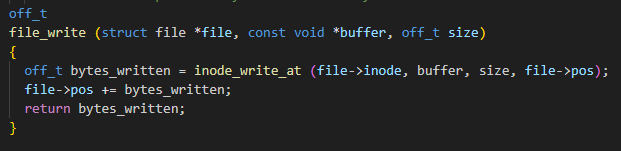 off_t
file_write (struct file *file, const void *buffer, off_t size)
{
  off_t bytes_written = inode_write_at (file->inode, buffer, size, file->pos);
  file->pos += bytes_written;
  return bytes_written;
}